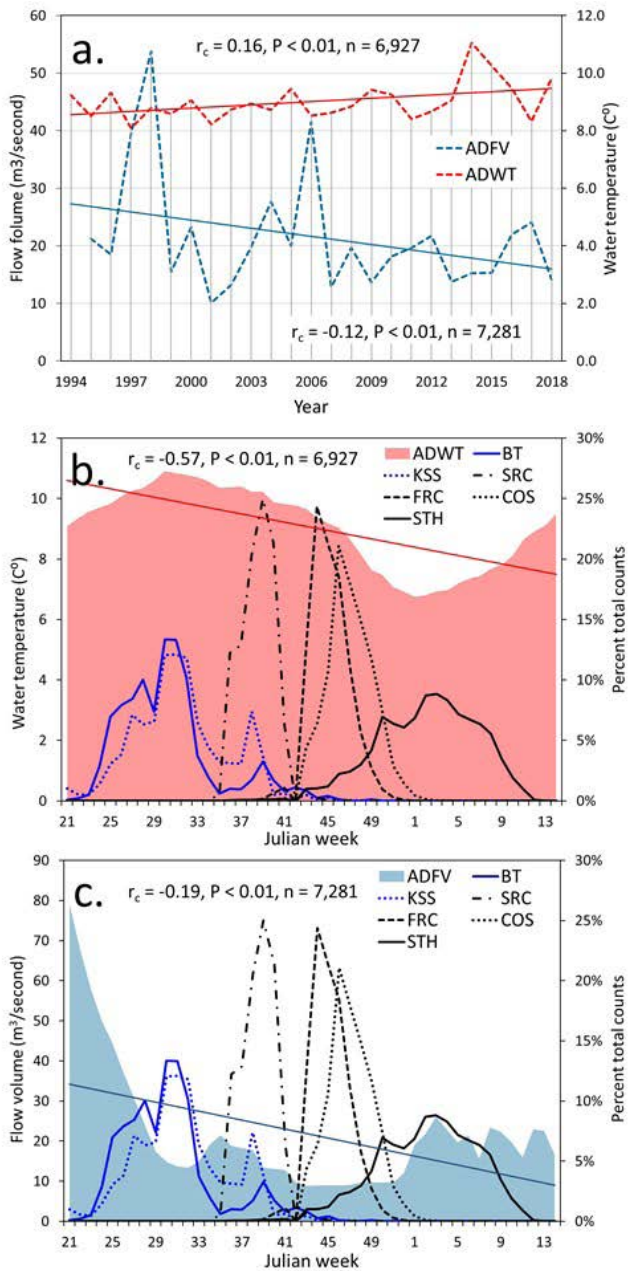 a.
r_c = 0.16, P < 0.01, n = 6,927
ADFV
ADWT
r_c = -0.12, P < 0.01, n = 7,281
Flow folume (m3/second)
60
50
40
30
20
10
0
Water temperature (C⁰)
12.0
10.0
8.0
6.0
4.0
2.0
0.0
1994 1997 2000 2003 2006 2009 2012 2015 2018
Year
b.
r_c = -0.57, P < 0.01, n = 6,927
ADWT BT
KSS SRC
FRC COS
STH
Water temperature (C⁰)
12
10
8
6
4
2
0
Percent total counts
30%
25%
20%
15%
10%
5%
0%
21 25 29 33 37 41 45 49 1 5 9 13
Julian week
c.
r_c = -0.19, P < 0.01, n = 7,281
ADFV BT
KSS SRC
FRC COS
STH
Flow volume (m³/second)
90
80
70
60
50
40
30
20
10
0
Percent total counts
30%
25%
20%
15%
10%
5%
0%
21 25 29 33 37 41 45 49 1 5 9 13
Julian week